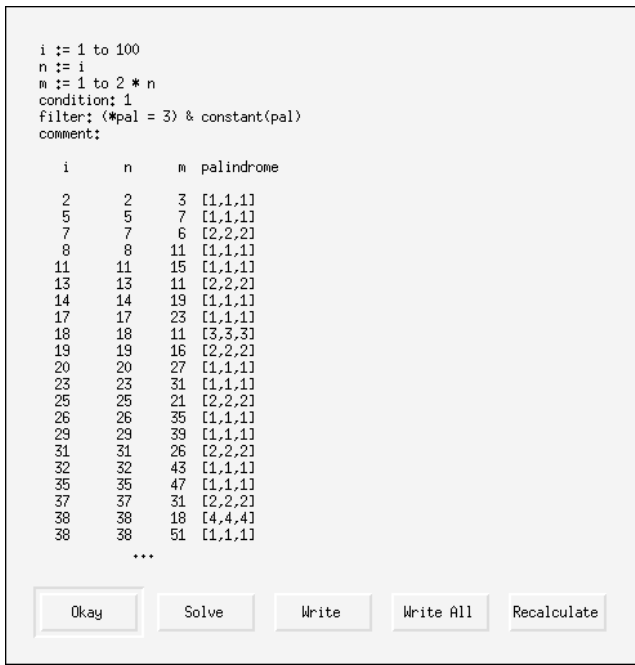 i := 1 to 100
n := i
m := 1 to 2 * n
condition: 1
filter: (*pal = 3) & constant(pal)
comment:
i n m palindrome
2 2 3 [1,1,1]
5 5 7 [1,1,1]
7 7 6 [2,2,2]
8 8 11 [1,1,1]
11 11 15 [1,1,1]
13 13 11 [2,2,2]
14 14 19 [1,1,1]
17 17 23 [1,1,1]
18 18 11 [3,3,3]
19 19 16 [2,2,2]
20 20 27 [1,1,1]
23 23 31 [1,1,1]
25 25 21 [2,2,2]
26 26 35 [1,1,1]
29 29 39 [1,1,1]
31 31 26 [2,2,2]
32 32 43 [1,1,1]
35 35 47 [1,1,1]
37 37 31 [2,2,2]
38 38 18 [4,4,4]
38 38 51 [1,1,1]
...
Okay Solve Write Write All Recalculate